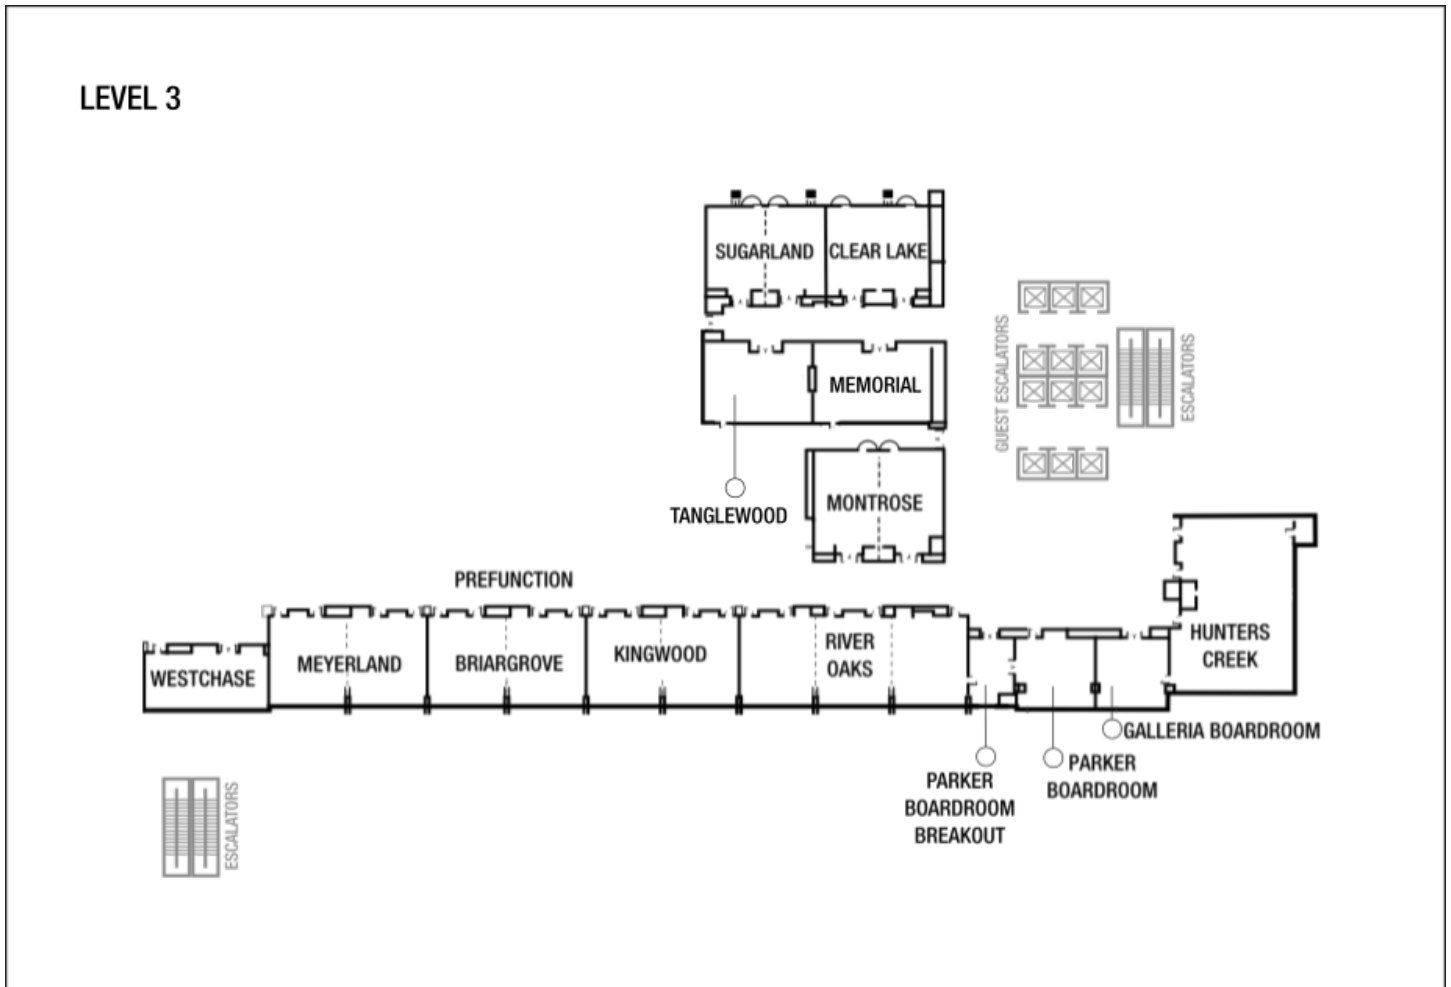 LEVEL 3
SUGARLAND
CLEAR LAKE
GUEST ESCALATORS
ESCALATORS
MEMORIAL
TANGLEWOOD
MONTROSE
PREFUNCTION
WESTCHASE
MEYERLAND
BRIARGROVE
KINGWOOD
RIVER
OAKS
HUNTERS
CREEK
GALLERIA BOARDROOM
PARKER
BOARDROOM
PARKER
BOARDROOM
BREAKOUT
ESCALATORS